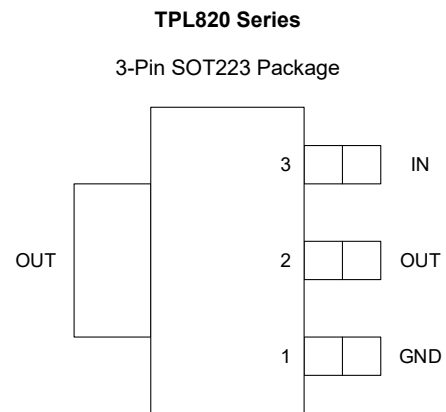 TPL820 Series
3-Pin SOT223 Package
3 IN
OUT 2 OUT
1 GND